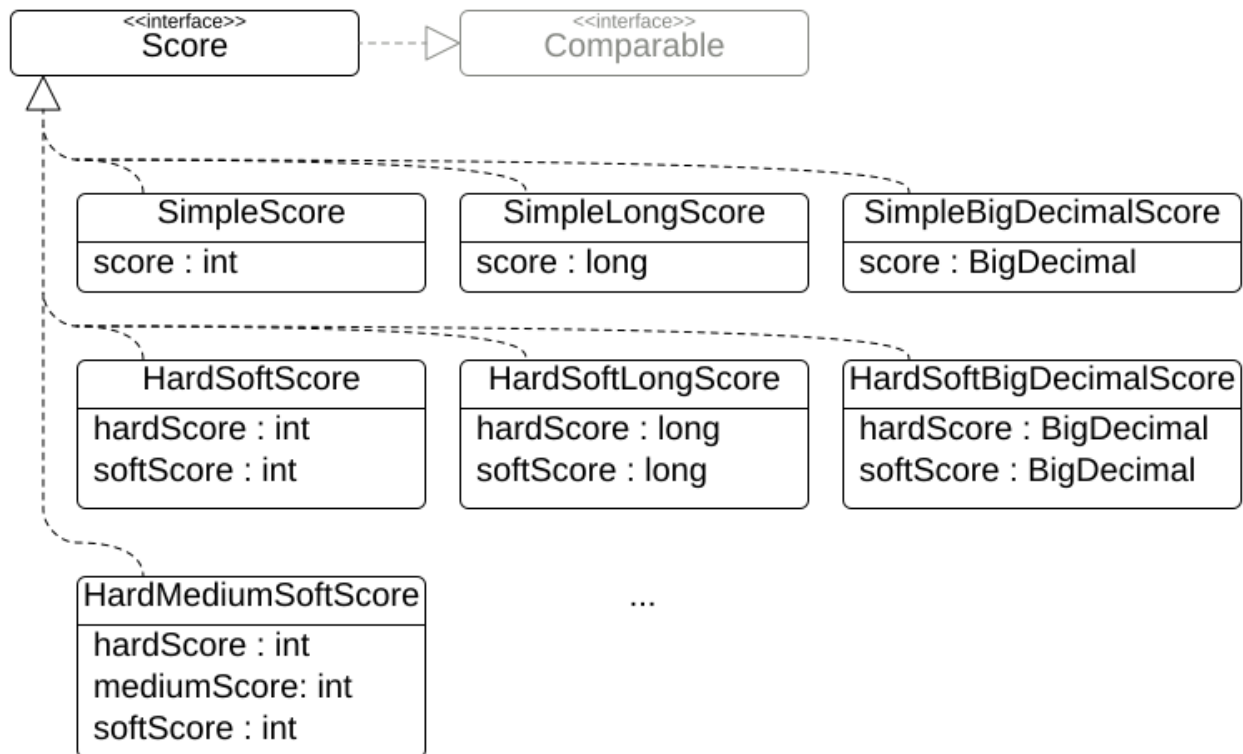 <<interface>>
Score
<<interface>>
Comparable
SimpleScore
score : int
SimpleLongScore
score : long
SimpleBigDecimalScore
score : BigDecimal
HardSoftScore
hardScore : int
softScore : int
HardSoftLongScore
hardScore : long
softScore : long
HardSoftBigDecimalScore
hardScore : BigDecimal
softScore : BigDecimal
HardMediumSoftScore
hardScore : int
mediumScore: int
softScore : int
...